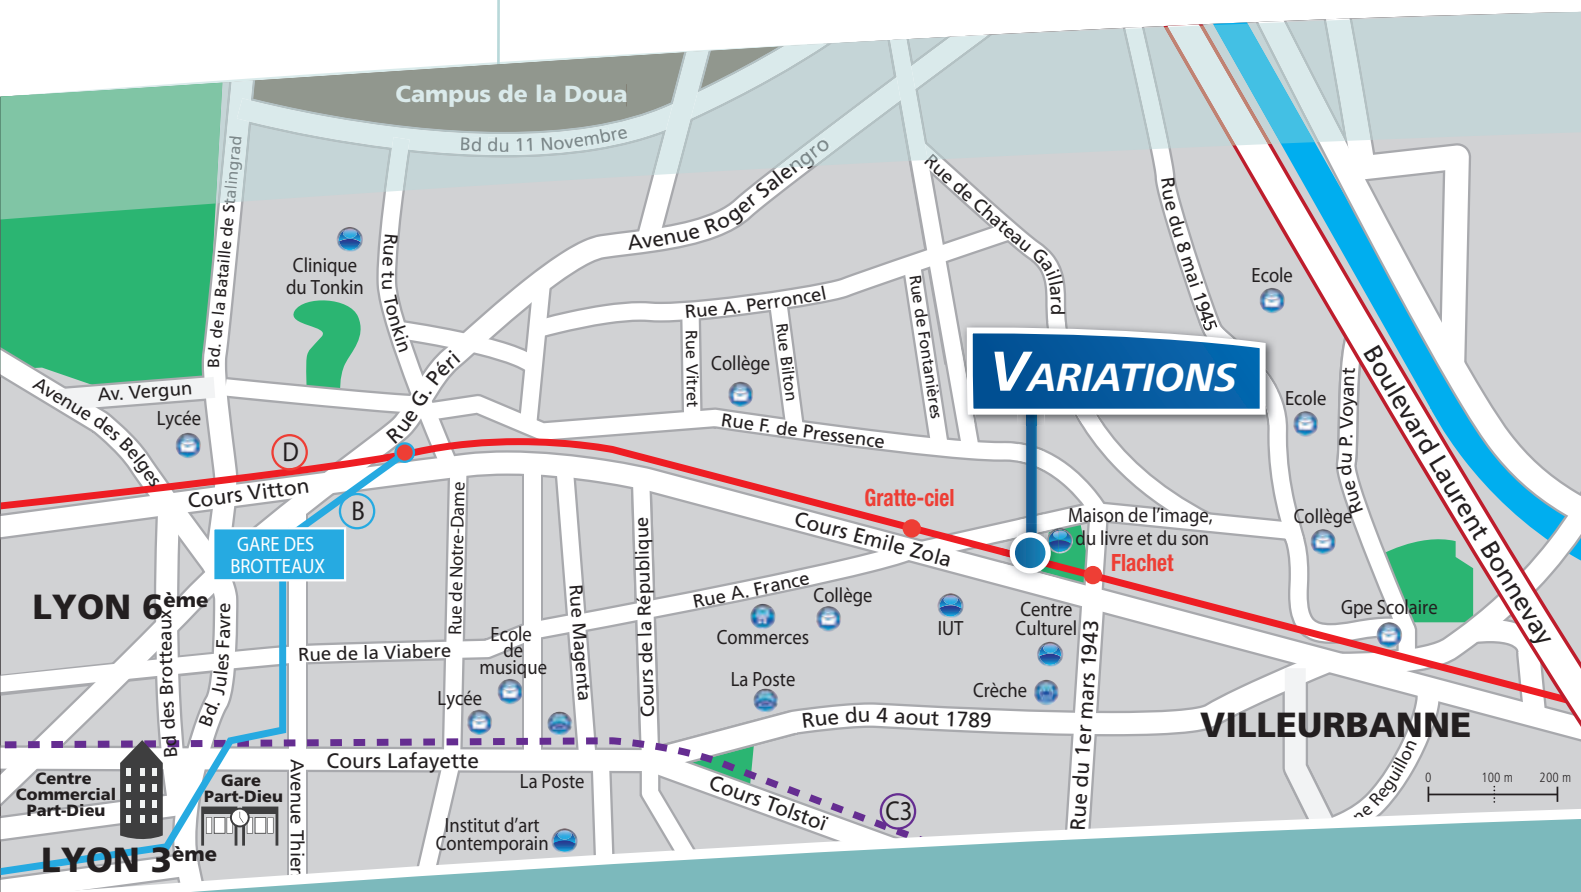 Campus de la Doua
Bd du 11 Novembre
Bd. de la Bataille de Stalingrad
Avenue Roger Salengro
Rue de Chateau Gaillard
Rue du 8 mai 1945
Clinique
du Tonkin
Rue tu Tonkin
Ecole
Rue A. Perroncel
Rue Vitret
Rue Bilton
Rue de Fontanières
Collège
VARIATIONS
Boulevard Laurent Bonnevay
Rue G. Péri
Av. Vergun
Avenue des Belges
Lycée
Ecole
Rue du P. Voyant
Rue F. de Pressence
D
Cours Vitton
B
Gratte-ciel
Cours Emile Zola
Maison de l'image,
du livre et du son
Flachet
Collège
GARE DES
BROTTEAUX
Rue de Notre-Dame
Cours de la République
Rue Magenta
Rue A. France
LYON 6ème
Collège
Commerces
IUT
Centre
Culturel
Gpe Scolaire
Bd des Brotteaux
Bd. Jules Favre
Rue de la Viabere
Ecole
de
musique
Lycée
La Poste
Crèche
Rue du 1er mars 1943
Rue du 4 aout 1789
VILLEURBANNE
Cours Lafayette
Avenue Thier
Centre
Commercial
Part-Dieu
Gare
Part-Dieu
La Poste
Cours Tolstoï
C3
ne Reguillon
0 100 m 200 m
Institut d'art
Contemporain
LYON 3ème